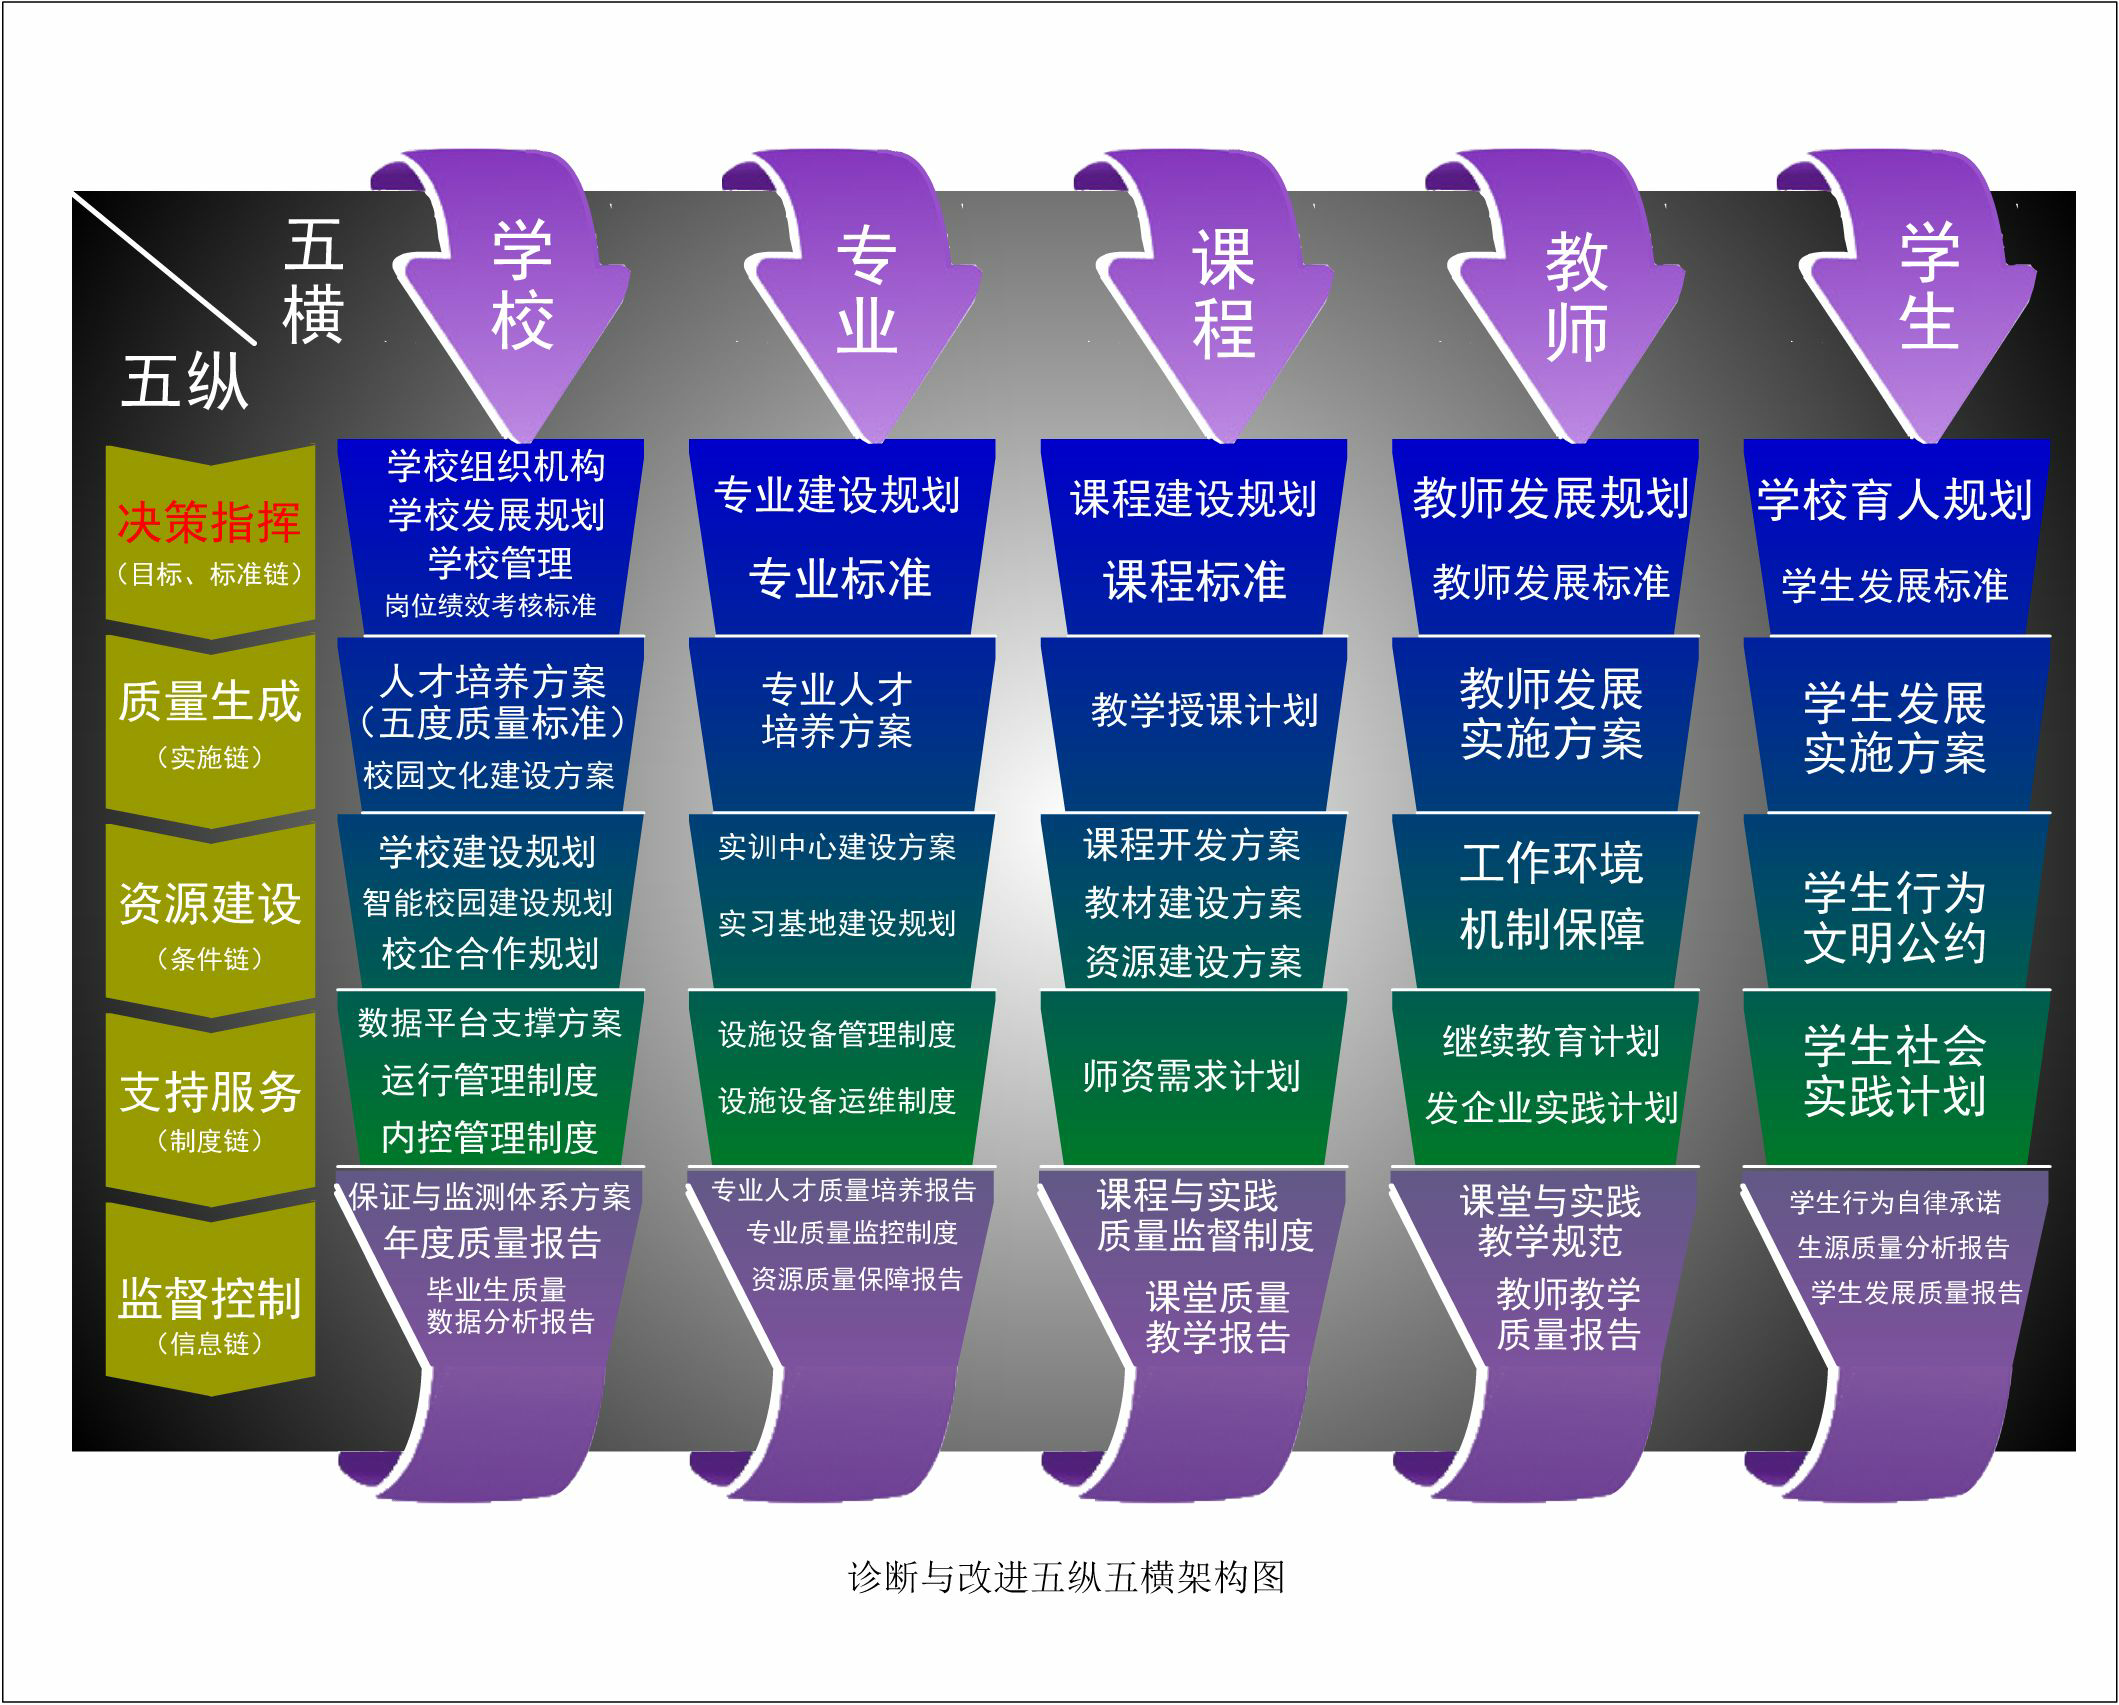 五横
五纵
学校
专业
课程
教师
学生
决策指挥
（目标、标准链）
学校组织机构
学校发展规划
学校管理
岗位绩效考核标准
专业建设规划
专业标准
课程建设规划
课程标准
教师发展规划
教师发展标准
学校育人规划
学生发展标准
质量生成
（实施链）
人才培养方案
（五度质量标准）
校园文化建设方案
专业人才
培养方案
教学授课计划
教师发展
实施方案
学生发展
实施方案
资源建设
（条件链）
学校建设规划
智能校园建设规划
校企合作规划
实训中心建设方案
实习基地建设规划
课程开发方案
教材建设方案
资源建设方案
工作环境
机制保障
学生行为
文明公约
支持服务
（制度链）
数据平台支撑方案
运行管理制度
内控管理制度
设施设备管理制度
设施设备运维制度
师资需求计划
继续教育计划
发企业实践计划
学生社会
实践计划
监督控制
（信息链）
保证与监测体系方案
年度质量报告
毕业生质量
数据分析报告
专业人才质量培养报告
专业质量监控制度
资源质量保障报告
课程与实践
质量监督制度
课堂质量
教学报告
课堂与实践
教学规范
教师教学
质量报告
学生行为自律承诺
生源质量分析报告
学生发展质量报告
诊断与改进五纵五横架构图